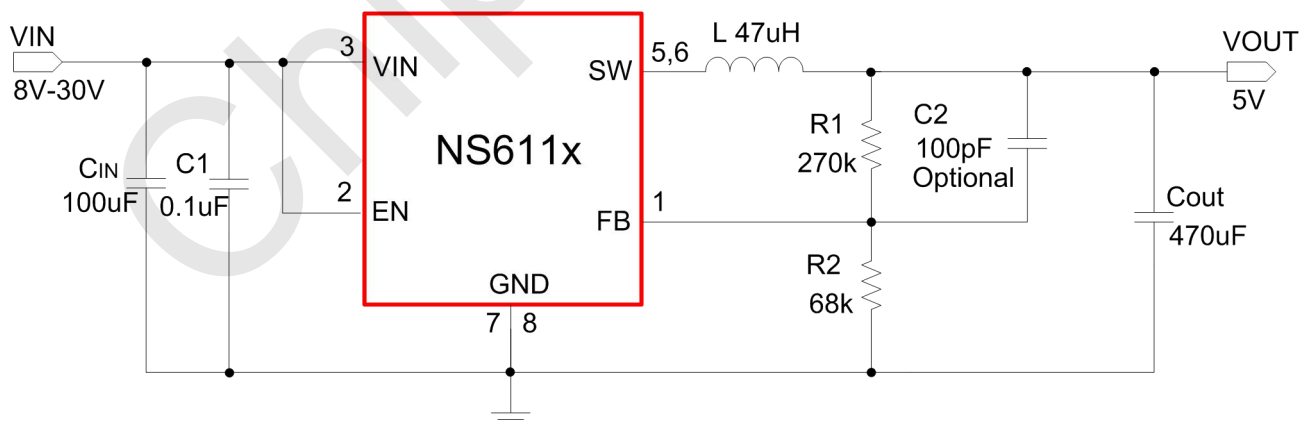 VIN
8V-30V
CIN
100uF
C1
0.1uF
3
VIN
2
EN
NS611x
GND
7
8
SW
5,6
FB
1
L 47uH
R1
270k
C2
100pF
Optional
R2
68k
Cout
470uF
VOUT
5V
Chip